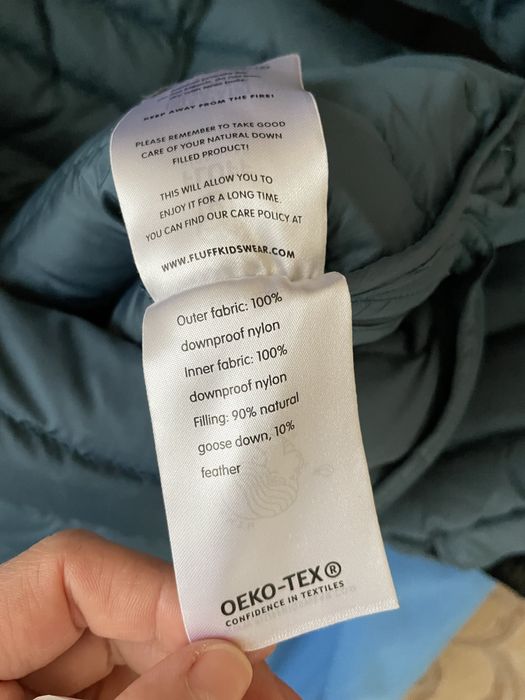 KEEP AWAY FROM THE FIRE!
PLEASE REMEMBER TO TAKE GOOD
CARE OF YOUR NATURAL DOWN
FILLED PRODUCT!
THIS WILL ALLOW YOU TO
ENJOY IT FOR A LONG TIME.
YOU CAN FIND OUR CARE POLICY AT
WWW.FLUFFKIDSWEAR.COM
Outer fabric: 100%
downproof nylon
Inner fabric: 100%
downproof nylon
Filling: 90% natural
goose down, 10%
feather
OEKO-TEX®
CONFIDENCE IN TEXTILES